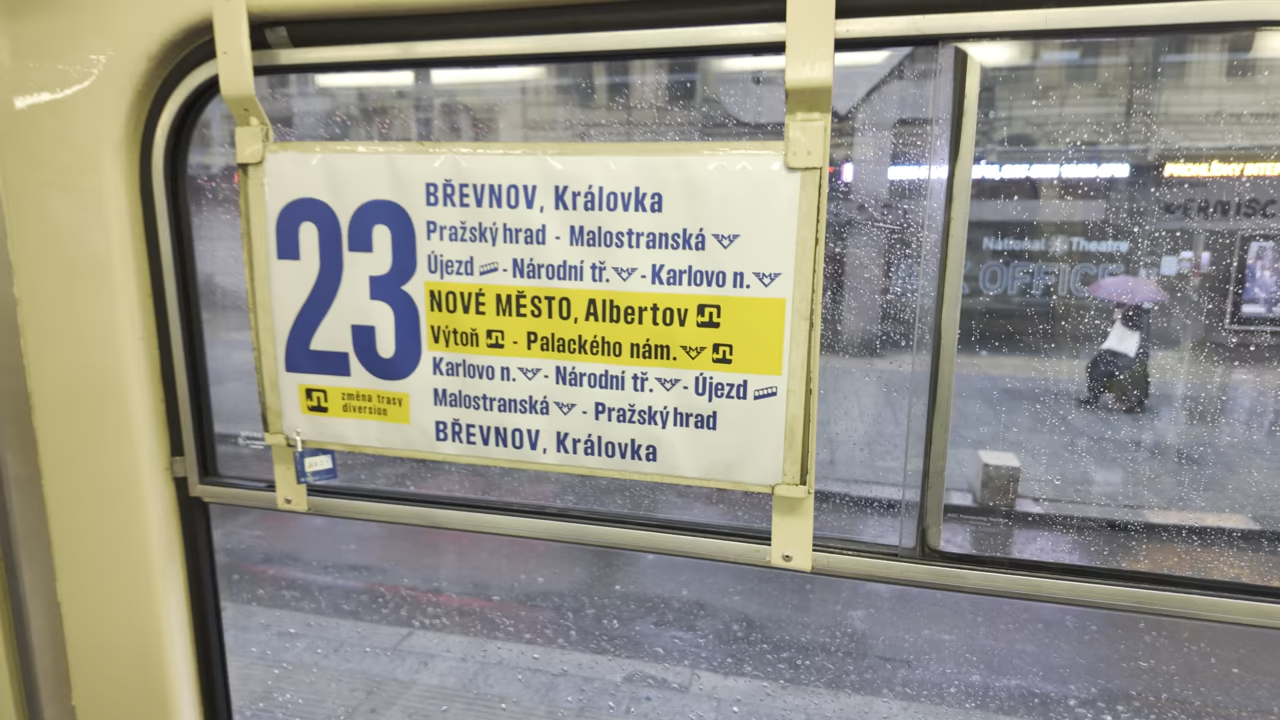 23
BŘEVNOV, Královka
Pražský hrad - Malostranská
Újezd - Národní tř. - Karlovo n.
NOVÉ MĚSTO, Albertov
Výtoň - Palackého nám.
Karlovo n. - Národní tř. - Újezd
Malostranská - Pražský hrad
BŘEVNOV, Královka
změna trasy
diversion
National Theatre
OFFICE